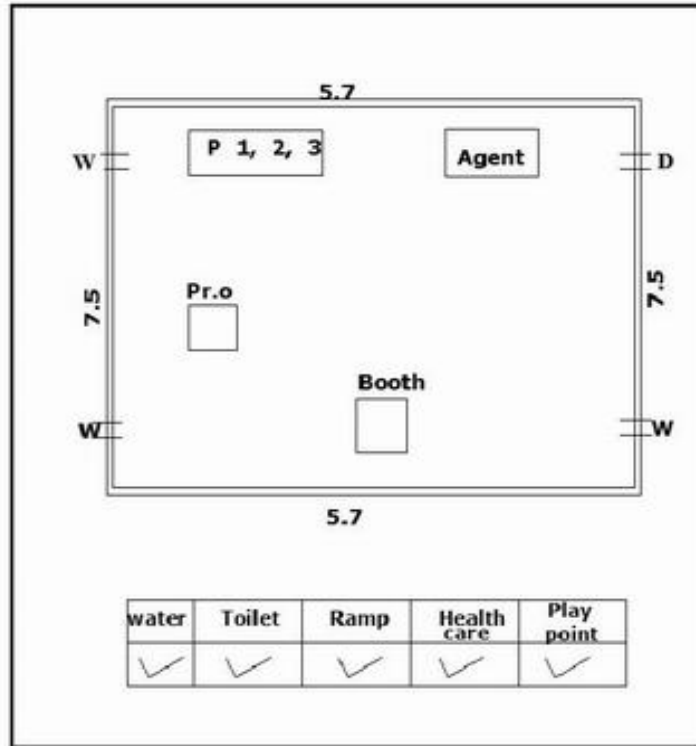 5.7
W P 1, 2, 3 Agent D
7.5 7.5
Pr.o
Booth
W W
5.7
water Toilet Ramp Health care Play point